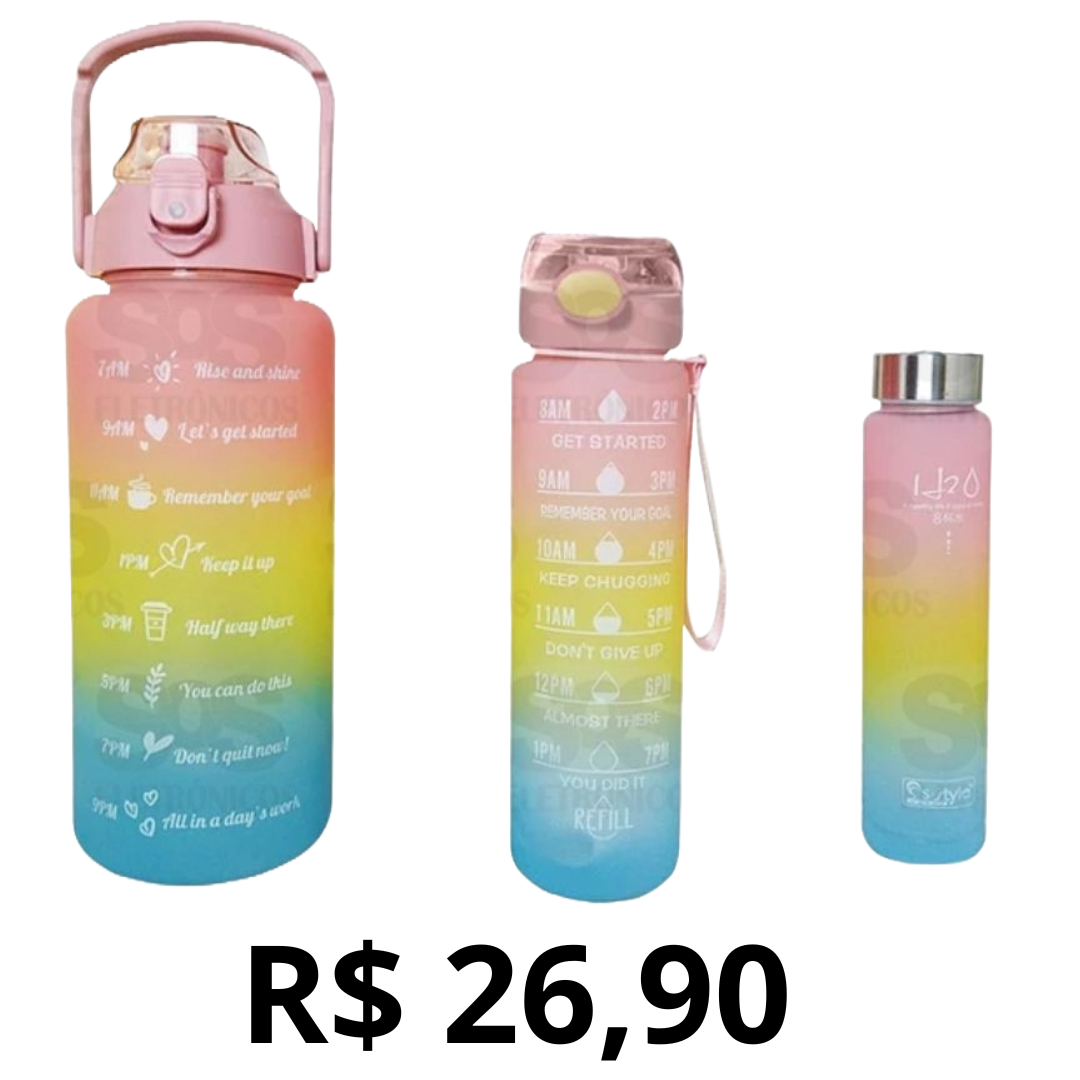 7AM Rise and shine
9AM Let's get started
11AM Remember your goal
1PM Keep it up
3PM Half way there
5PM You can do this
7PM Don't quit now!
9PM All in a day's work
8AM 2PM
GET STARTED
9AM 3PM
REMEMBER YOUR GOAL
10AM 4PM
KEEP CHUGGING
11AM 5PM
DON'T GIVE UP
12PM 6PM
ALMOST THERE
1PM 7PM
YOU DID IT
REFILL
H2O
style
SOS
ELETRÔNICOS
R$ 26,90